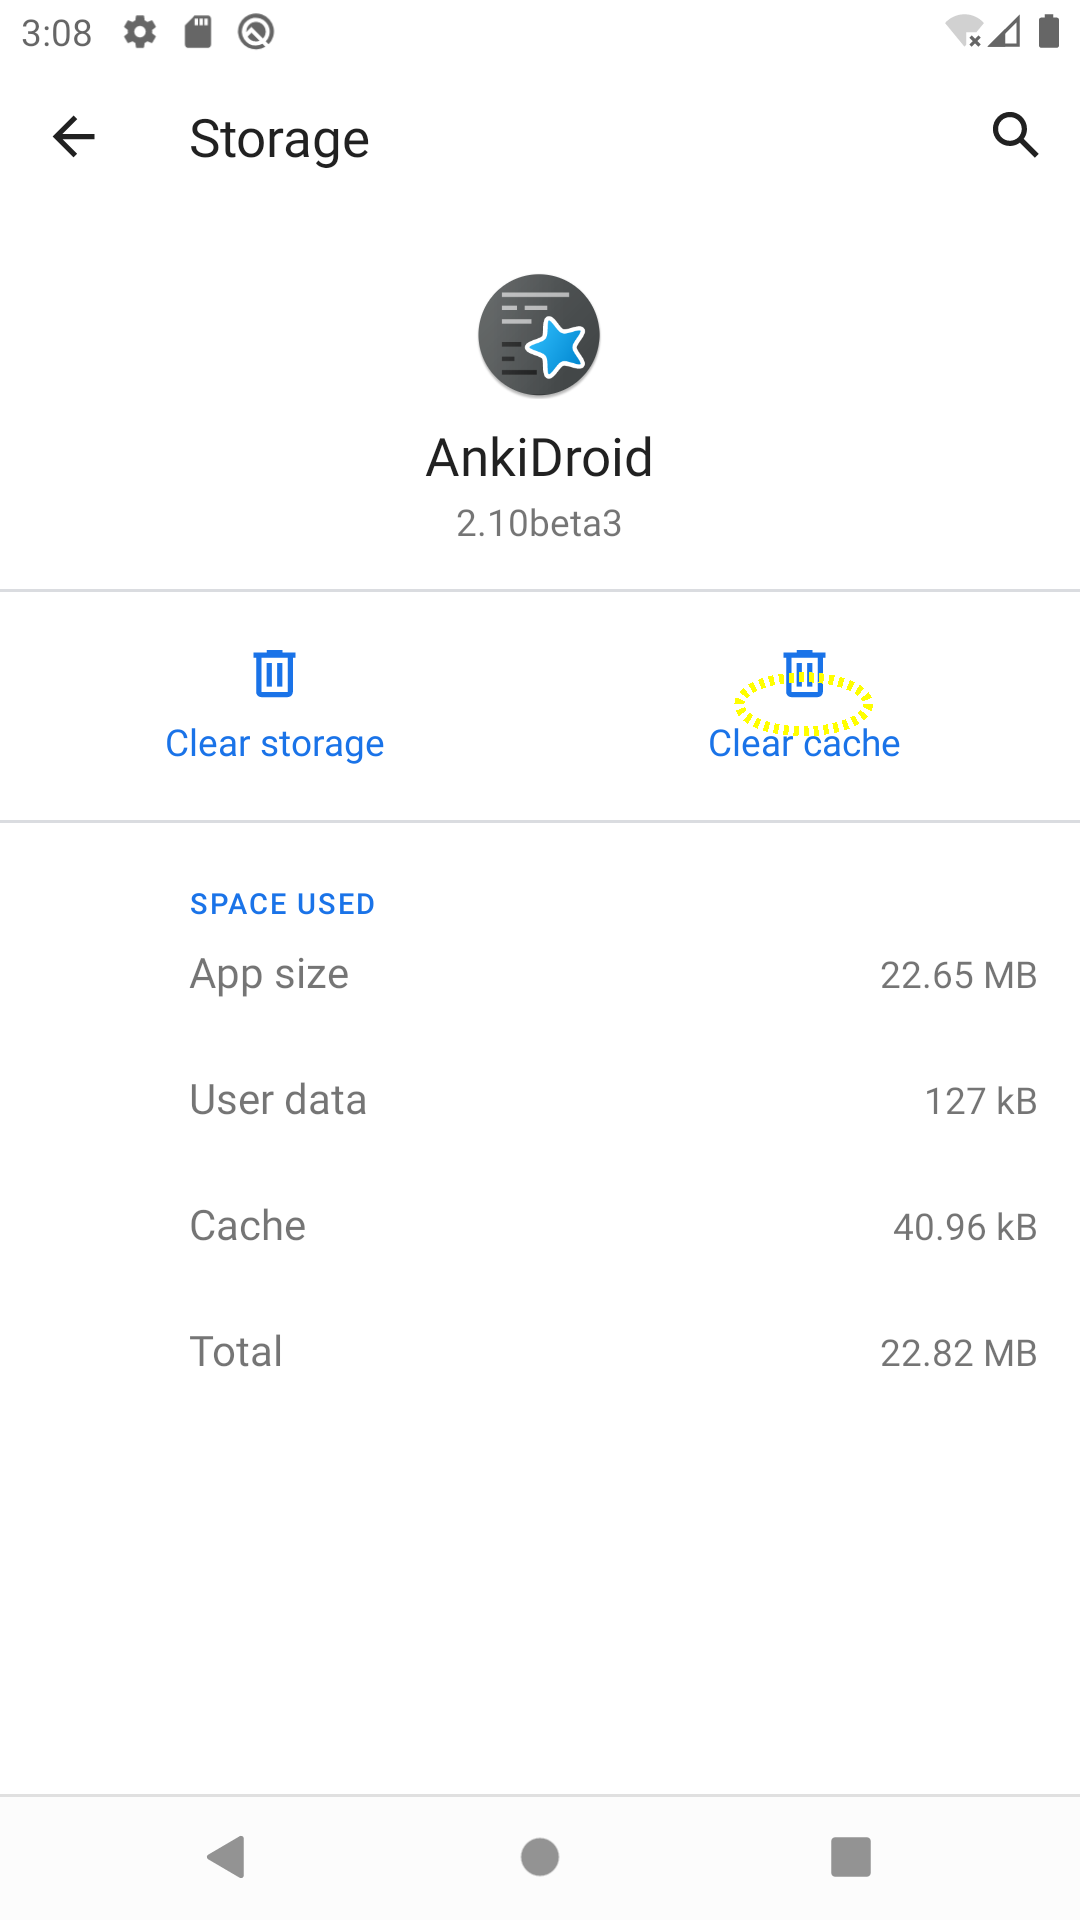 3:08
Storage
AnkiDroid
2.10beta3
Clear storage
Clear cache
SPACE USED
App size 22.65 MB
User data 127 kB
Cache 40.96 kB
Total 22.82 MB